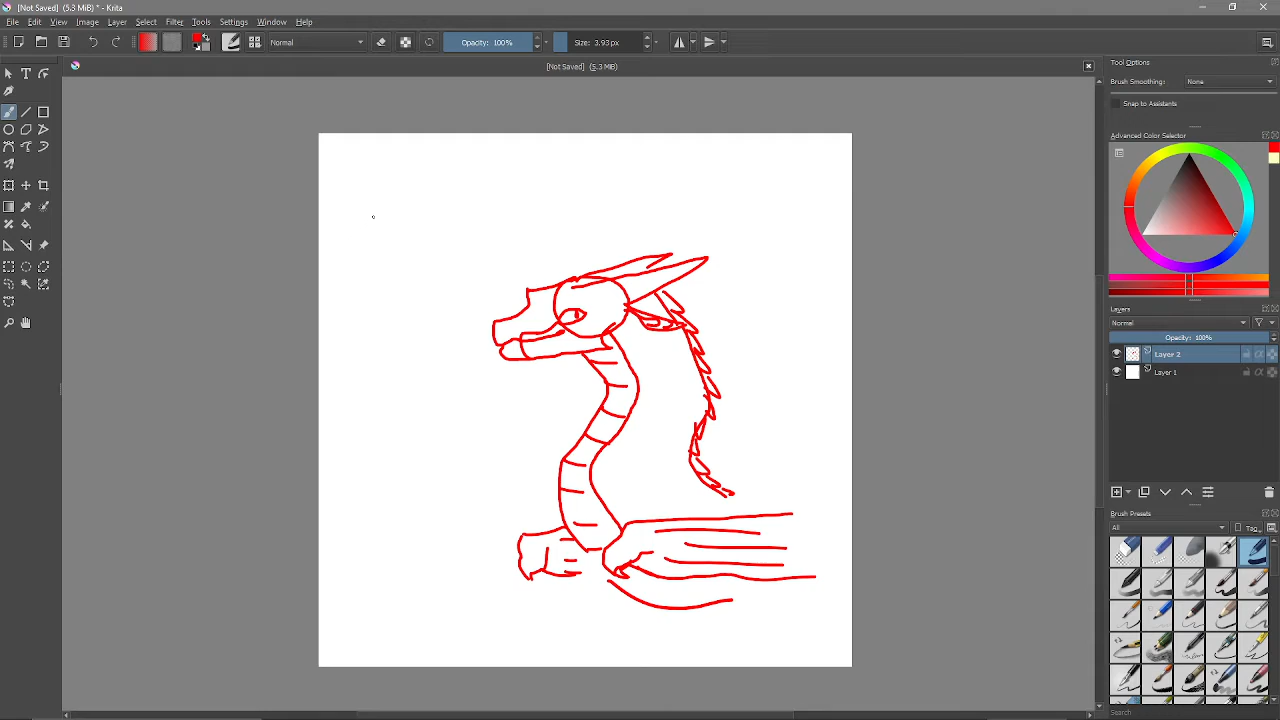 [Not Saved] (5.3 MiB) * - Krita
File Edit View Image Layer Select Filter Tools Settings Window Help
Normal
Opacity: 100%
Size: 3.93 px
[Not Saved] (5.3 MiB)
Tool Options
Brush Smoothing: None
Snap to Assistants
Advanced Color Selector
Layers
Normal
Opacity: 100%
Layer 2
Layer 1
Brush Presets
All
Tag
Search